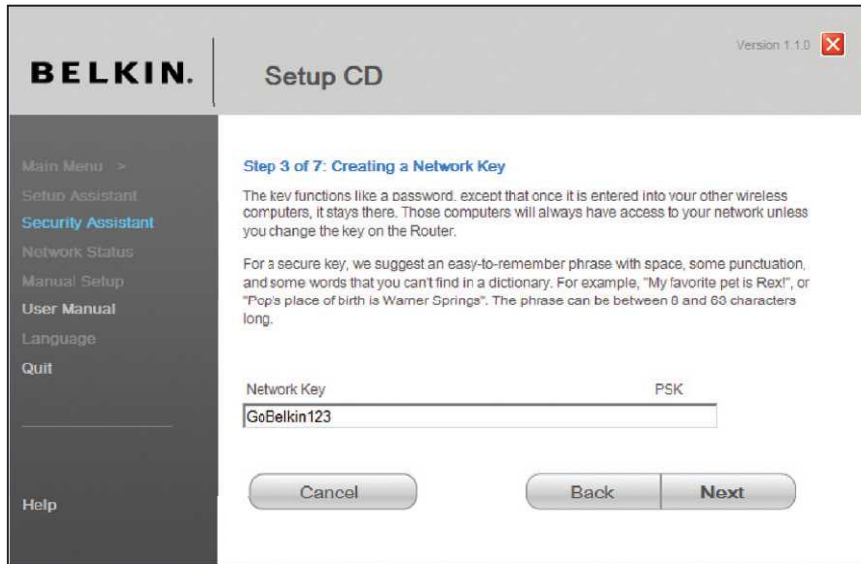 BELKIN.
Setup CD
Version 1.1.0
Main Menu >
Setup Assistant
Security Assistant
Network Status
Manual Setup
User Manual
Language
Quit
Help
Step 3 of 7: Creating a Network Key
The key functions like a password, except that once it is entered into your other wireless
computers, it stays there. Those computers will always have access to your network unless
you change the key on the Router.
For a secure key, we suggest an easy-to-remember phrase with space, some punctuation,
and some words that you can't find in a dictionary. For example, "My favorite pet is Rex!", or
"Pop's place of birth is Warner Springs". The phrase can be between 8 and 63 characters
long.
Network Key PSK
GoBelkin123
Cancel
Back Next